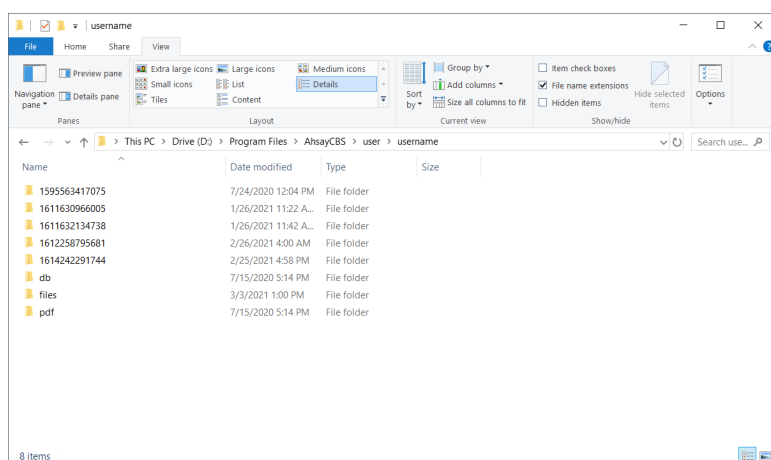 username
File Home Share View
Navigation pane
Preview pane
Details pane
Panes
Extra large icons Large icons Medium icons
Small icons List Details
Tiles Content
Layout
Sort by
Group by
Add columns
Size all columns to fit
Current view
Item check boxes
File name extensions
Hidden items
Hide selected items
Show/hide
Options
This PC > Drive (D:) > Program Files > AhsayCBS > user > username
Search use...
Name Date modified Type Size
1595563417075 7/24/2020 12:04 PM File folder
1611630966005 1/26/2021 11:22 A... File folder
1611632134738 1/26/2021 11:42 A... File folder
1612258795681 2/26/2021 4:00 AM File folder
1614242291744 2/25/2021 4:58 PM File folder
db 7/15/2020 5:14 PM File folder
files 3/3/2021 1:00 PM File folder
pdf 7/15/2020 5:14 PM File folder
8 items